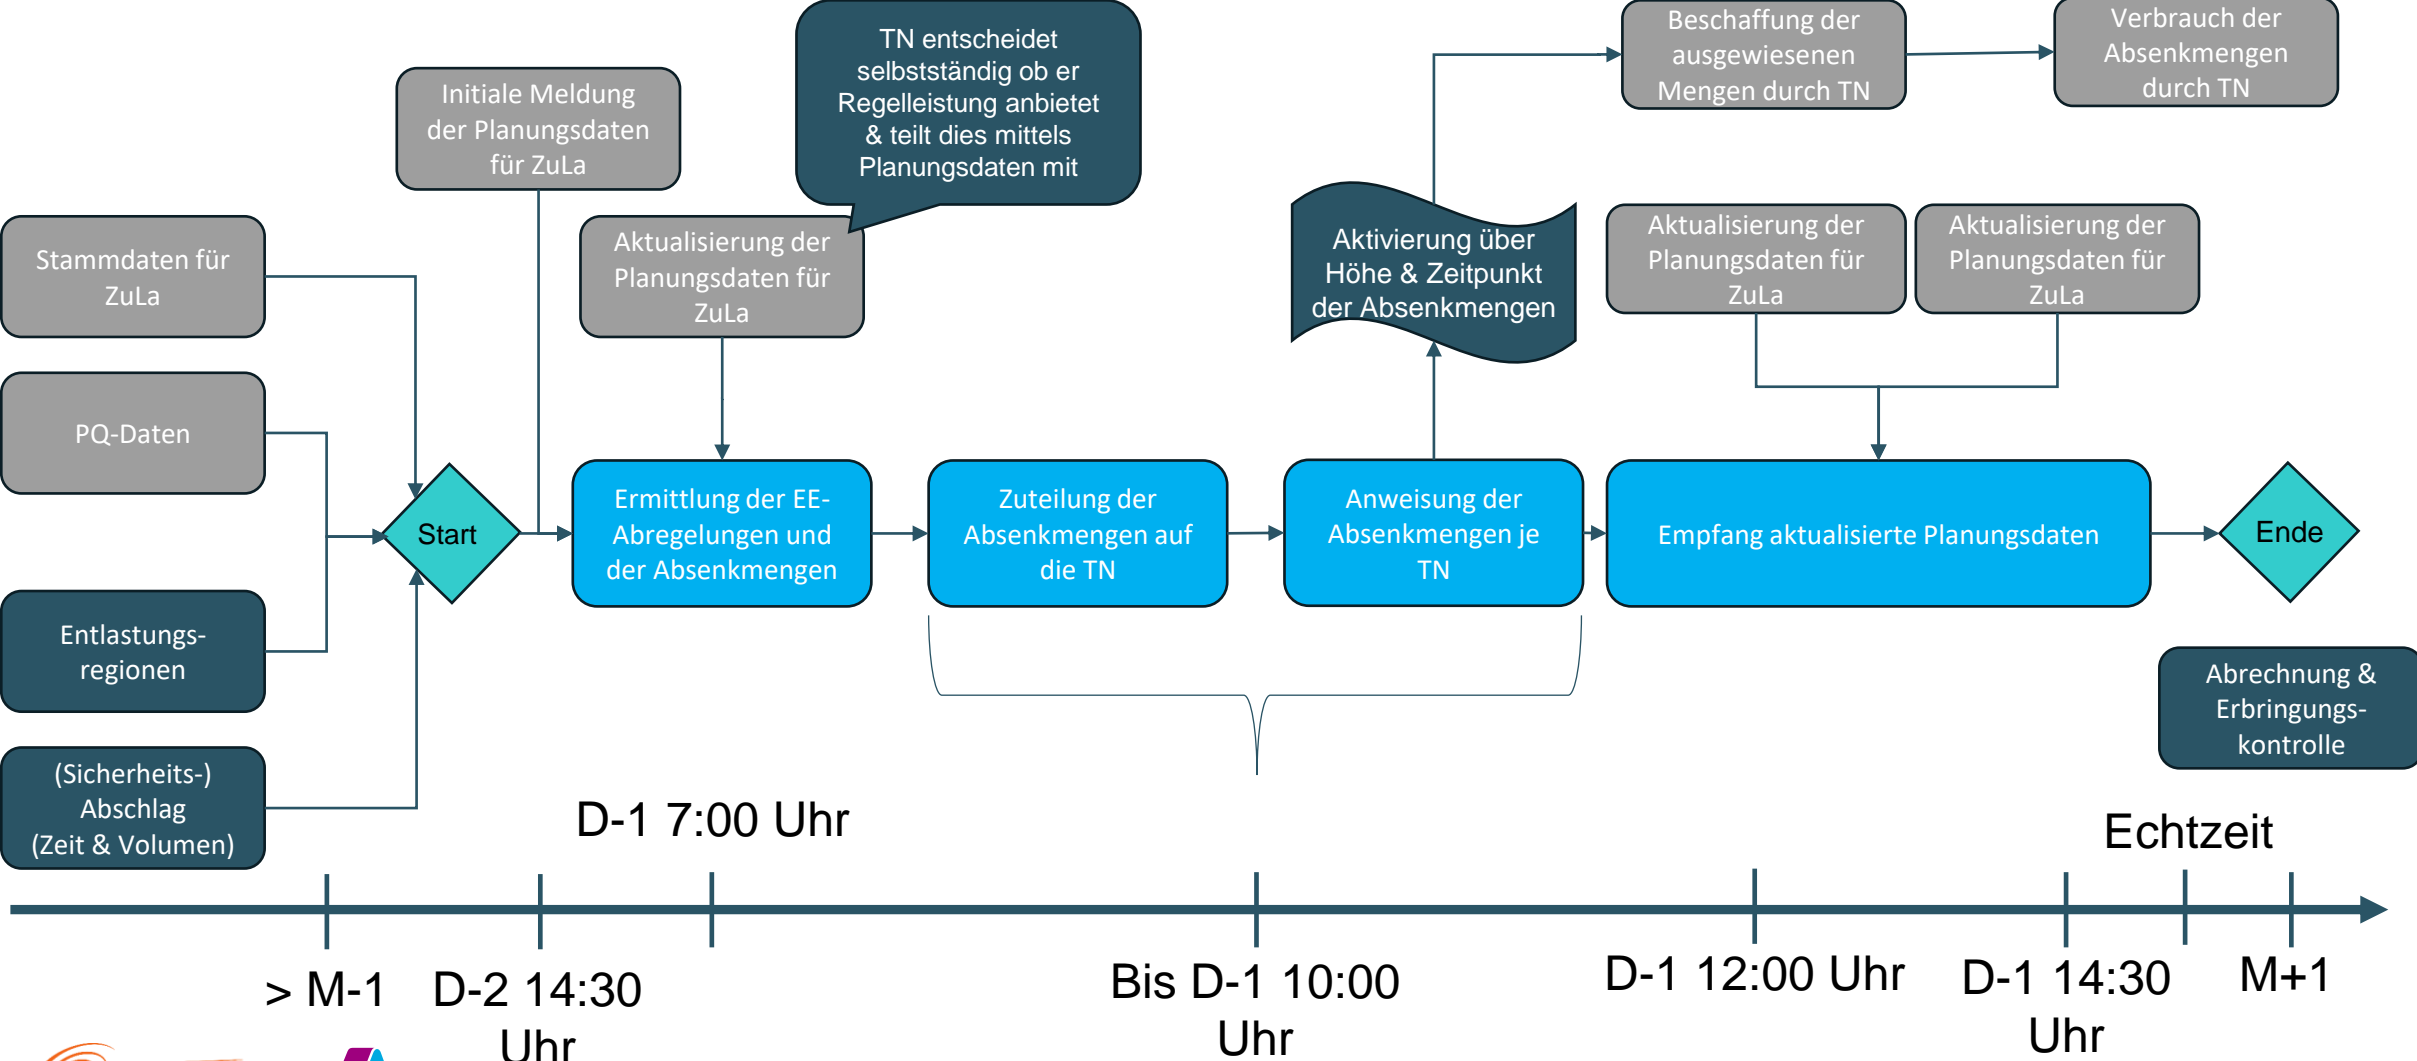 TN entscheidet
selbstständig ob er
Regelleistung anbietet
& teilt dies mittels
Planungsdaten mit
Beschaffung der
ausgewiesenen
Mengen durch TN
Verbrauch der
Absenkmengen
durch TN
Initiale Meldung
der Planungsdaten
für ZuLa
Stammdaten für
ZuLa
Aktualisierung der
Planungsdaten für
ZuLa
Aktivierung über
Höhe & Zeitpunkt
der Absenkmengen
Aktualisierung der
Planungsdaten für
ZuLa
Aktualisierung der
Planungsdaten für
ZuLa
PQ-Daten
Start
Ermittlung der EE-
Abregelungen und
der Absenkmengen
Zuteilung der
Absenkmengen auf
die TN
Anweisung der
Absenkmengen je
TN
Empfang aktualisierte Planungsdaten
Ende
Entlastungs-
regionen
Abrechnung &
Erbringungs-
kontrolle
(Sicherheits-)
Abschlag
(Zeit & Volumen)
D-1 7:00 Uhr
Echtzeit
> M-1
D-2 14:30
Uhr
Bis D-1 10:00
Uhr
D-1 12:00 Uhr
D-1 14:30
Uhr
M+1